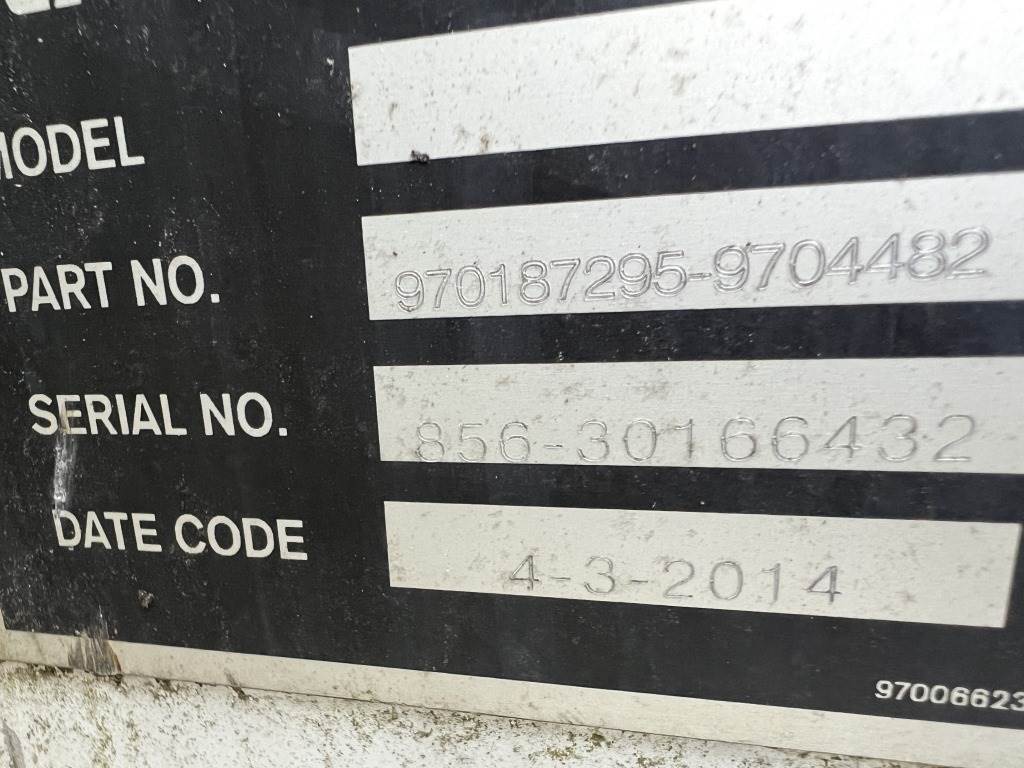 MODEL
PART NO. 970187295-9704482
SERIAL NO. 856-30166432
DATE CODE 4-3-2014
97006623